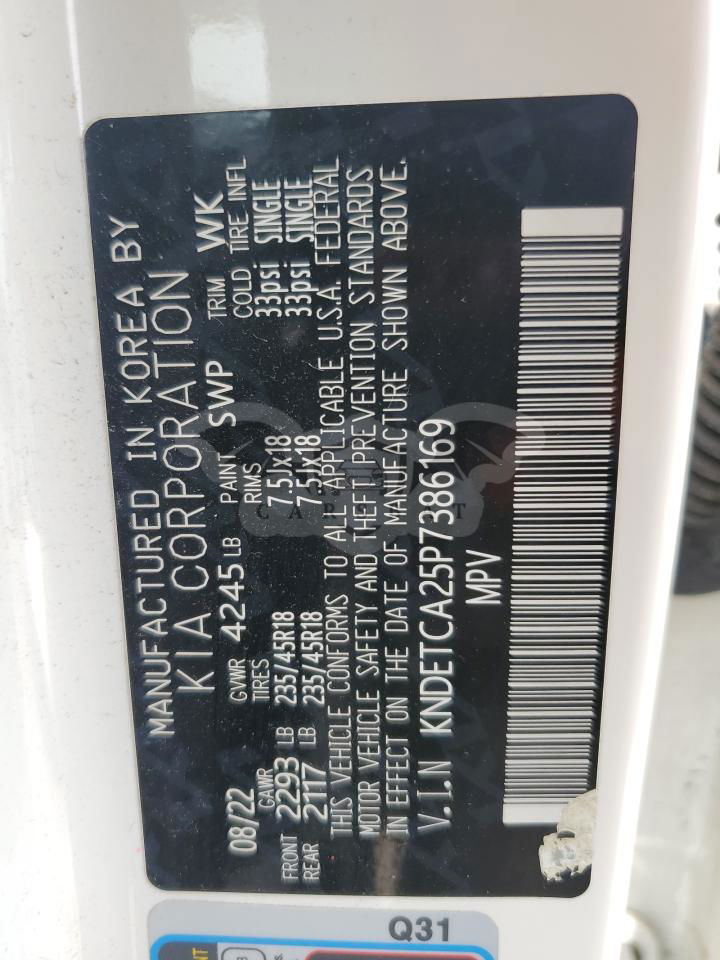 MANUFACTURED IN KOREA BY
KIA CORPORATION
08/22 GVWR 4245 LB PAINT SWP TRIM WK
GAWR TIRES RIMS COLD TIRE INFL
FRONT 2293 LB 235/45R18 7.5JX18 33psi SINGLE
REAR 2117 LB 235/45R18 7.5JX18 33psi SINGLE
THIS VEHICLE CONFORMS TO ALL APPLICABLE U.S.A. FEDERAL
MOTOR VEHICLE SAFETY AND THEFT PREVENTION STANDARDS
IN EFFECT ON THE DATE OF MANUFACTURE SHOWN ABOVE.
V.I.N KNDETCA25P7386169
MPV
Q31